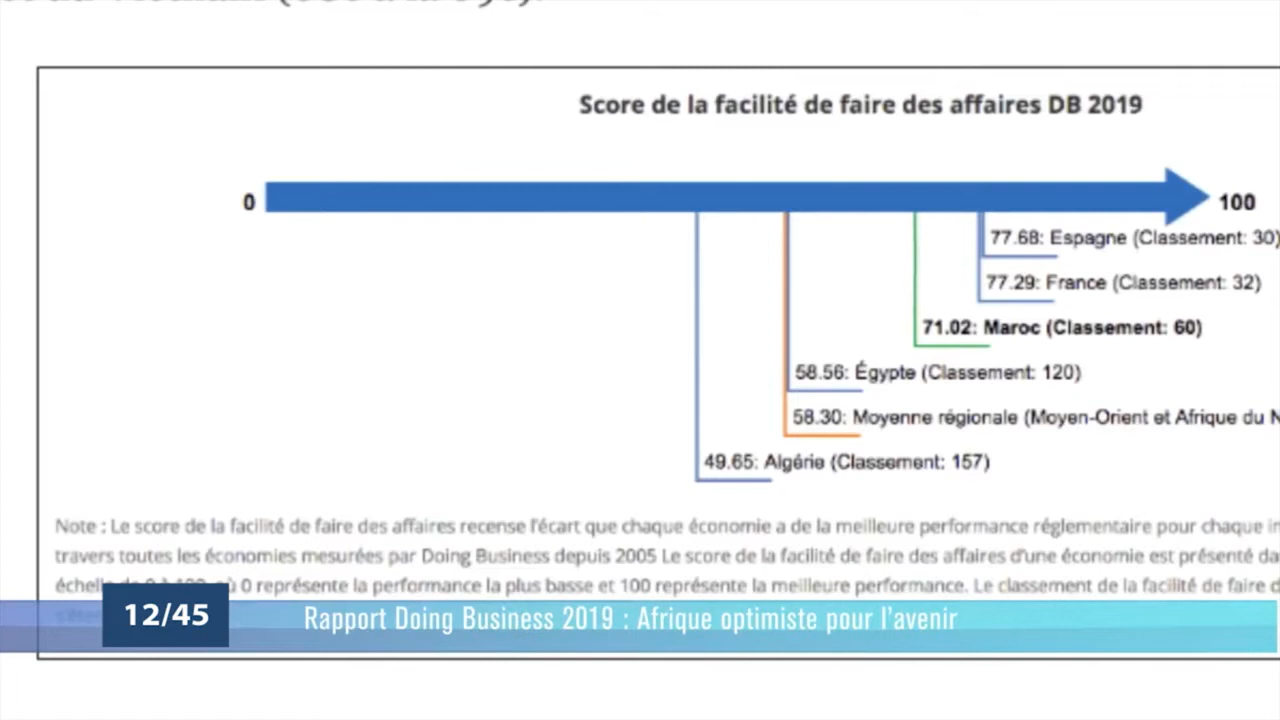 Score de la facilité de faire des affaires DB 2019
0
100
77.68: Espagne (Classement: 30)
77.29: France (Classement: 32)
71.02: Maroc (Classement: 60)
58.56: Égypte (Classement: 120)
58.30: Moyenne régionale (Moyen-Orient et Afrique du N
49.65: Algérie (Classement: 157)
Note : Le score de la facilité de faire des affaires recense l'écart que chaque économie a de la meilleure performance réglementaire pour chaque
travers toutes les économies mesurées par Doing Business depuis 2005 Le score de la facilité de faire des affaires d'une économie est présenté
0 représente la performance la plus basse et 100 représente la meilleure performance. Le classement de la facilité de faire
12/45
Rapport Doing Business 2019 : Afrique optimiste pour l'avenir